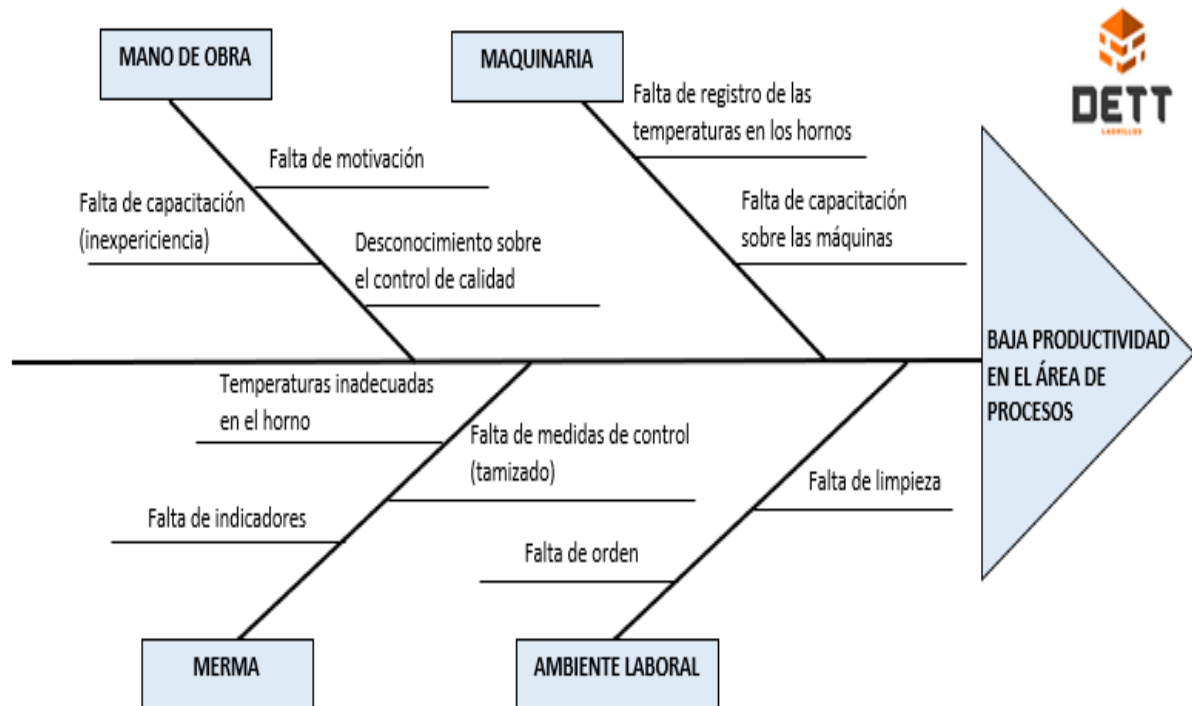 MANO DE OBRA
MAQUINARIA
DETT
LADRILLOS
Falta de registro de las
temperaturas en los hornos
Falta de motivación
Falta de capacitación
(inexpericiencia)
Falta de capacitación
sobre las máquinas
Desconocimiento sobre
el control de calidad
BAJA PRODUCTIVIDAD
EN EL ÁREA DE
PROCESOS
Temperaturas inadecuadas
en el horno
Falta de medidas de control
(tamizado)
Falta de limpieza
Falta de indicadores
Falta de orden
MERMA
AMBIENTE LABORAL